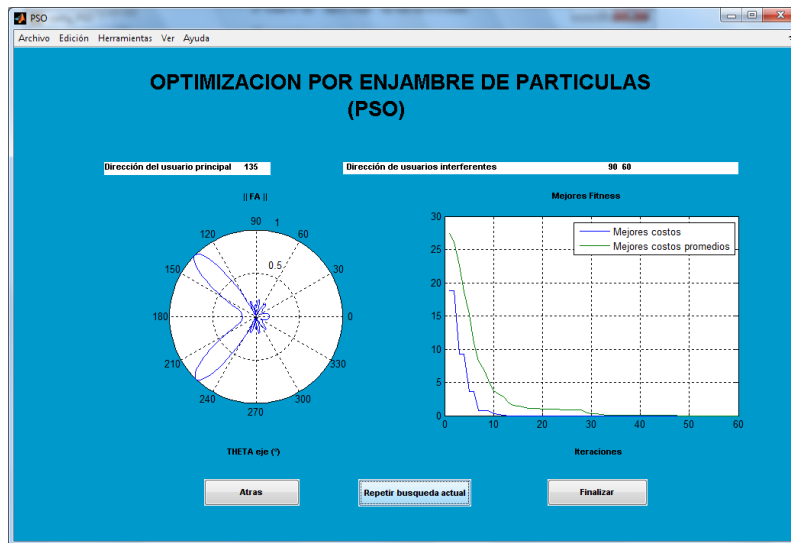 PSO
Archivo Edición Herramientas Ver Ayuda
OPTIMIZACION POR ENJAMBRE DE PARTICULAS
(PSO)
Dirección del usuario principal 135
Dirección de usuarios interferentes 90 60
|| FA ||
90
1
120
60
0.5
150
30
180
0
210
330
240
300
270
THETA eje (º)
Mejores Fitness
30
25
20
15
10
5
0
Mejores costos
Mejores costos promedios
0 10 20 30 40 50 60
Iteraciones
Atras
Repetir busqueda actual
Finalizar